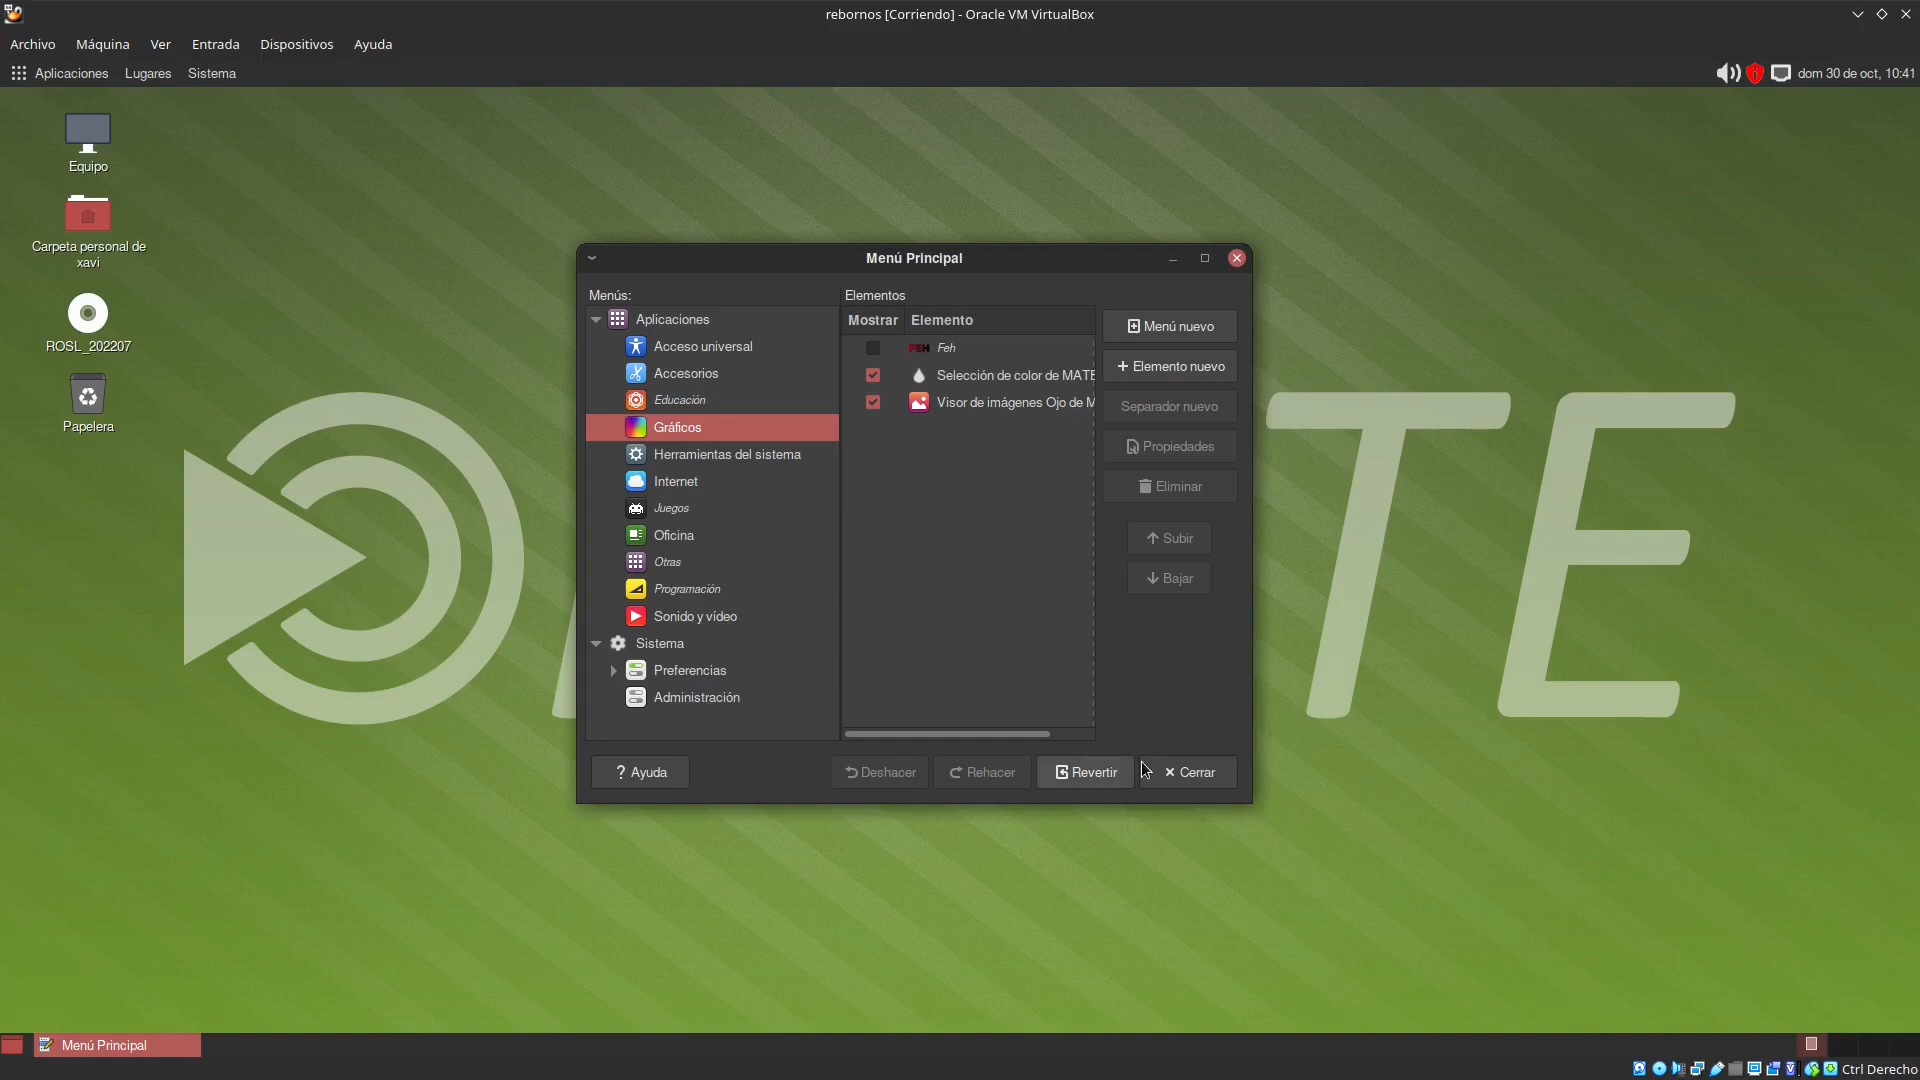 rebornos [Corriendo] - Oracle VM VirtualBox
Archivo Máquina Ver Entrada Dispositivos Ayuda
Aplicaciones Lugares Sistema
dom 30 de oct, 10:41
Equipo
Carpeta personal de
xavi
ROSL_202207
Papelera
TE
Menú Principal
Menús:
Aplicaciones
Acceso universal
Accesorios
Educación
Gráficos
Herramientas del sistema
Internet
Juegos
Oficina
Otras
Programación
Sonido y vídeo
Sistema
Preferencias
Administración
Elementos
Mostrar Elemento
FEH Feh
Selección de color de MATE
Visor de imágenes Ojo de M
Menú nuevo
+ Elemento nuevo
Separador nuevo
Propiedades
Eliminar
Subir
Bajar
? Ayuda
Deshacer
Rehacer
Revertir
Cerrar
Menú Principal
Ctrl Derecho